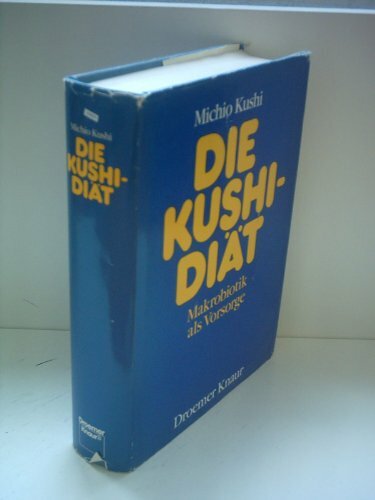 Michio Kushi
DIE
KUSHI-
DIÄT
Droemer
Knaur
Michio Kushi
DIE
KUSHI-
DIÄT
Makrobiotik
als Vorsorge
Droemer Knaur